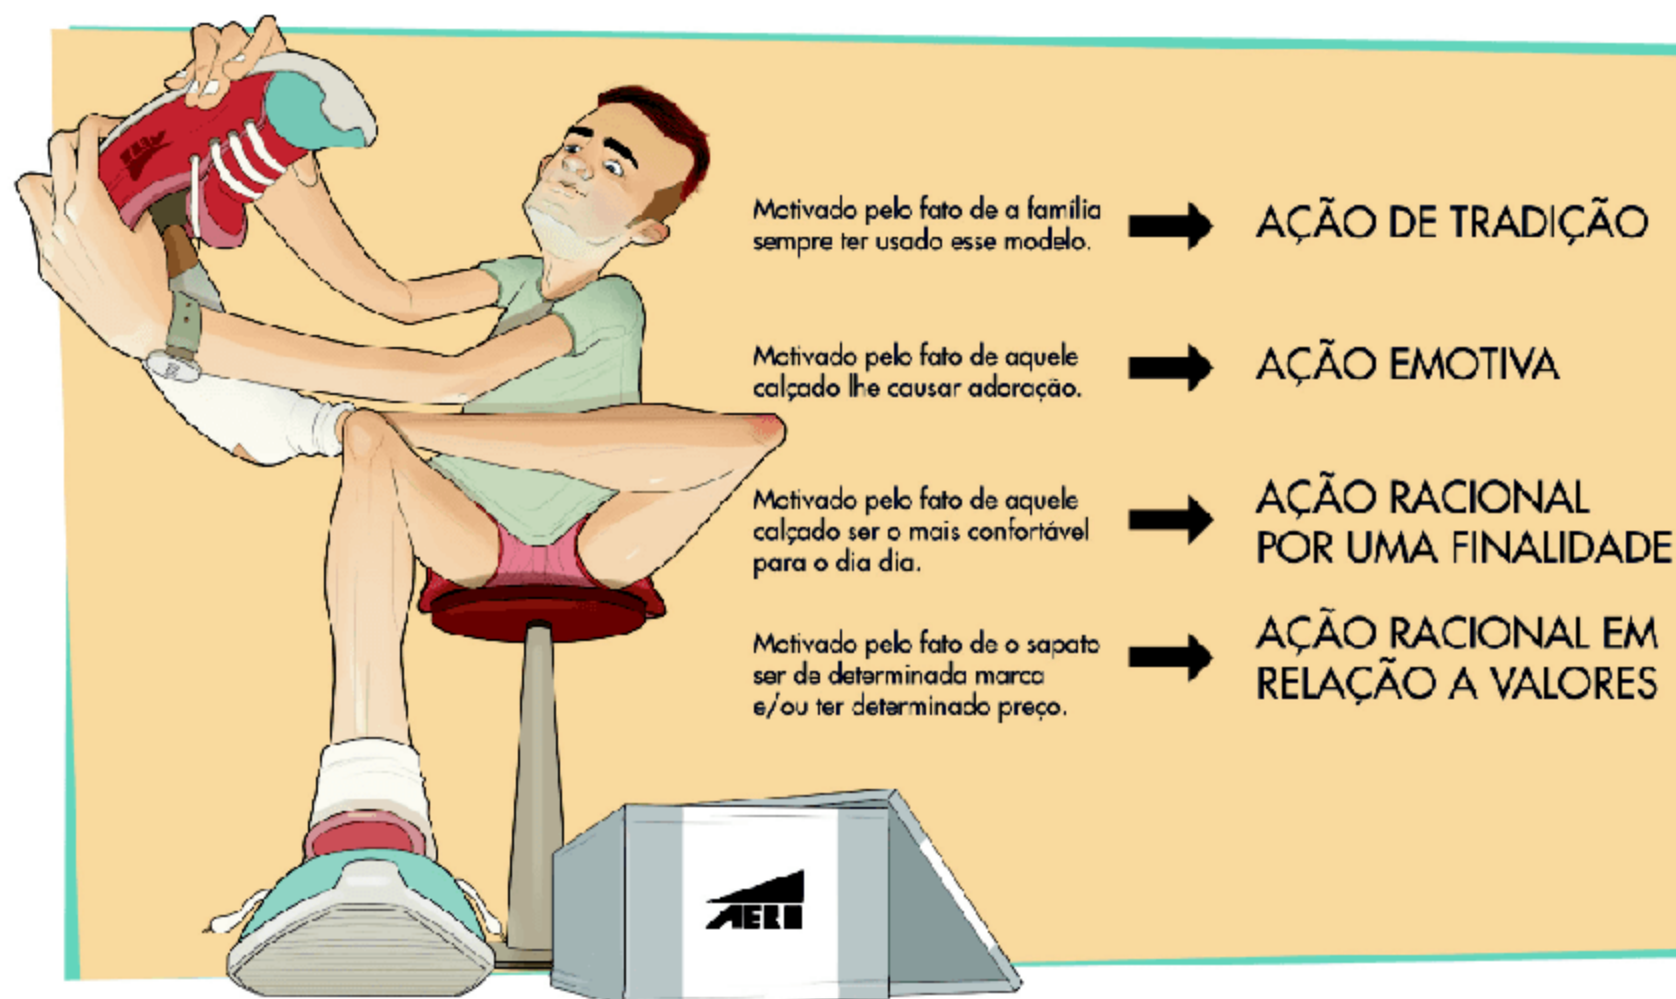 Motivado pelo fato de a família
sempre ter usado esse modelo.
AÇÃO DE TRADIÇÃO
Motivado pelo fato de aquele
calçado lhe causar adoração.
AÇÃO EMOTIVA
Motivado pelo fato de aquele
calçado ser o mais confortável
para o dia dia.
AÇÃO RACIONAL
POR UMA FINALIDADE
Motivado pelo fato de o sapato
ser de determinada marca
e/ou ter determinado preço.
AÇÃO RACIONAL EM
RELAÇÃO A VALORES
AERO